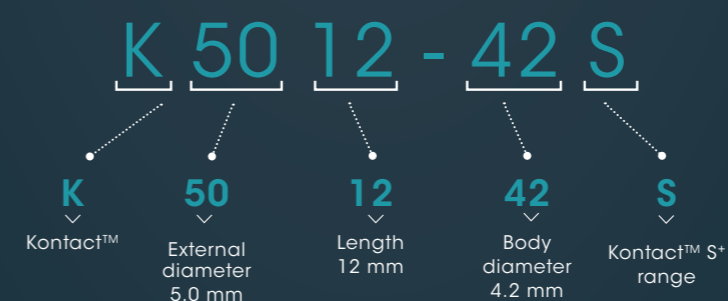 K 50 12 - 42 S
K 50 12 42 S
Kontact™
External
diameter
5.0 mm
Length
12 mm
Body
diameter
4.2 mm
Kontact™ S⁺
range